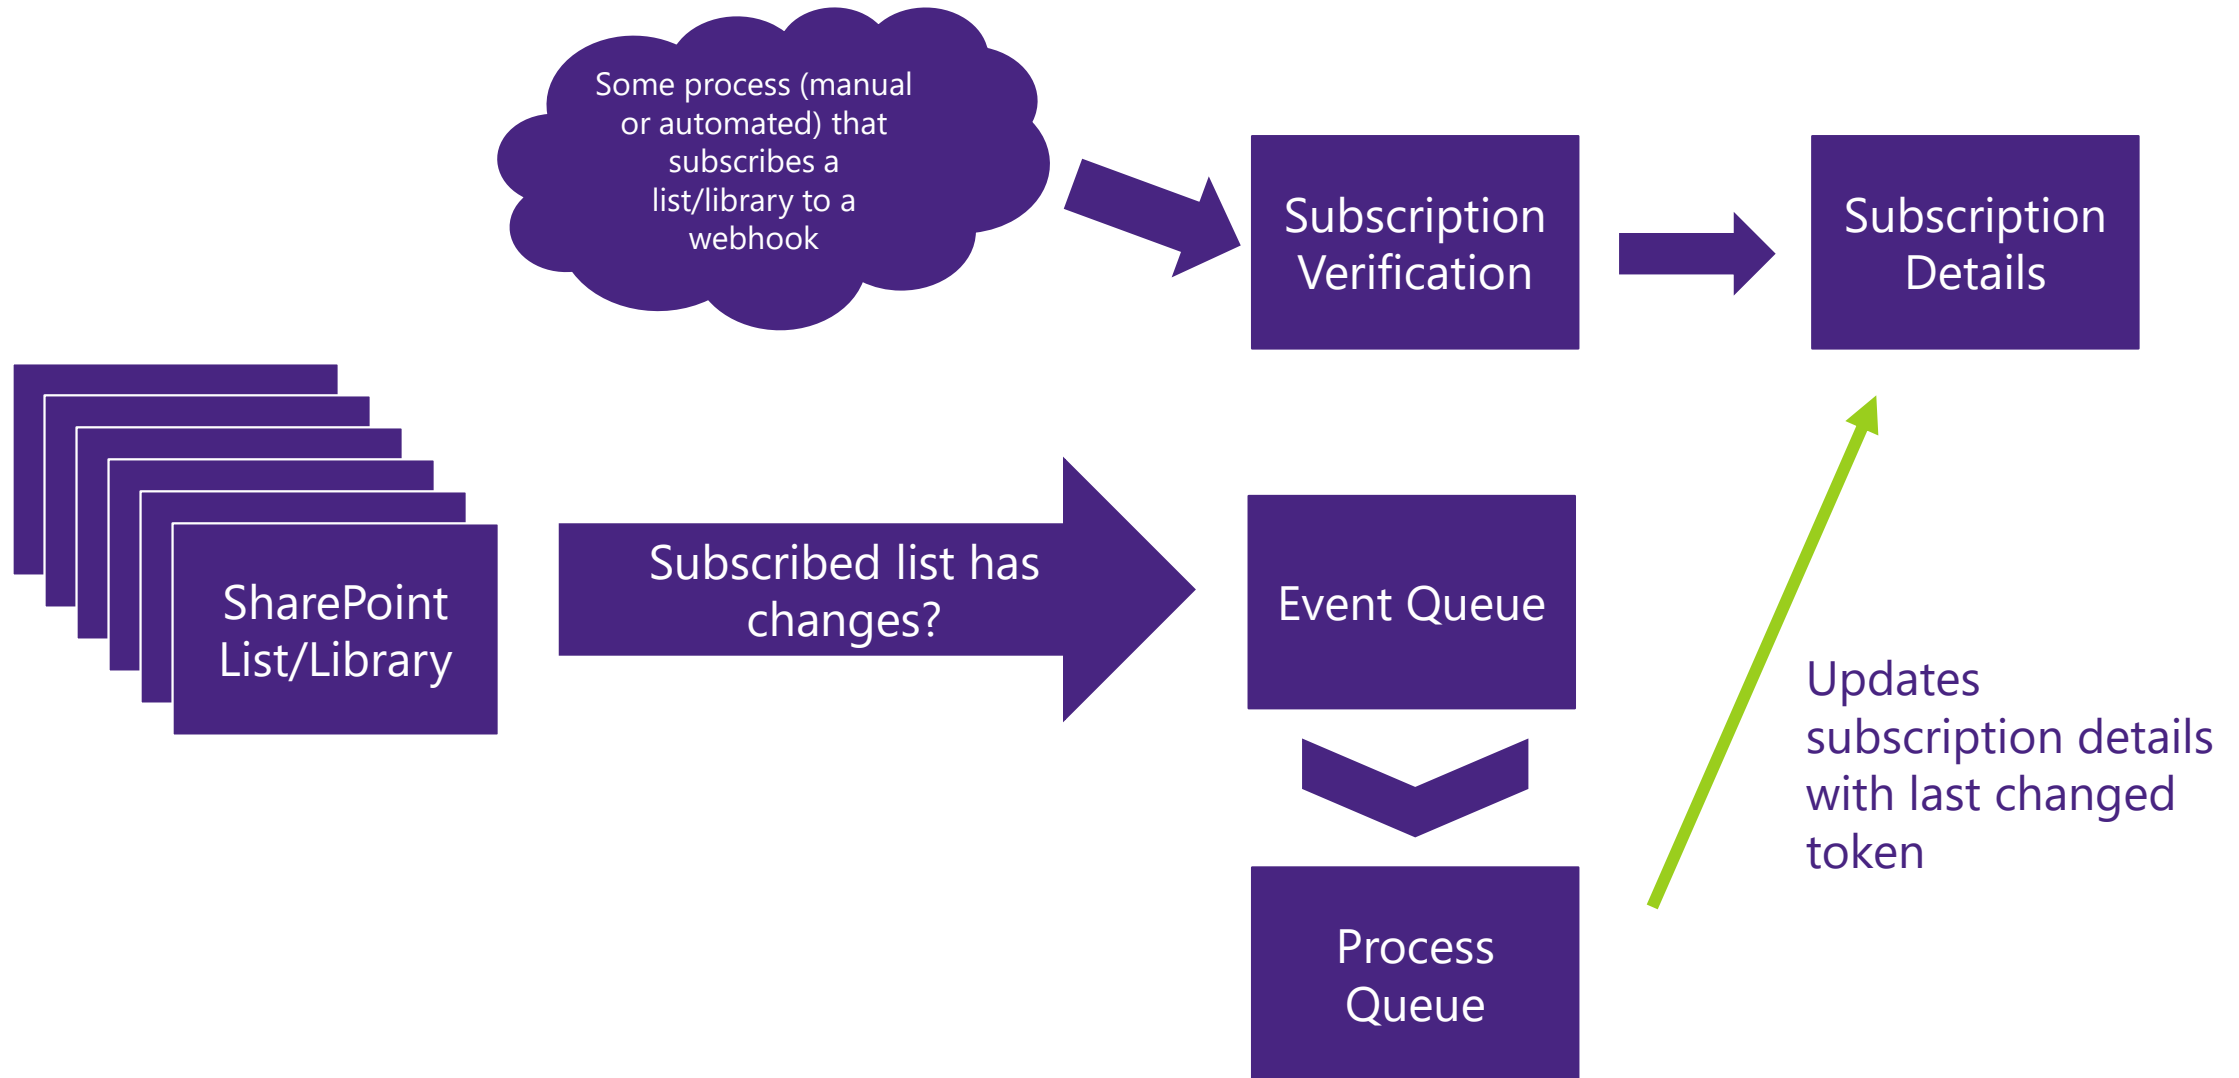 Some process (manual
or automated) that
subscribes a
list/library to a
webhook
Subscription
Verification
Subscription
Details
SharePoint
List/Library
Subscribed list has
changes?
Event Queue
Updates
subscription details
with last changed
token
Process
Queue